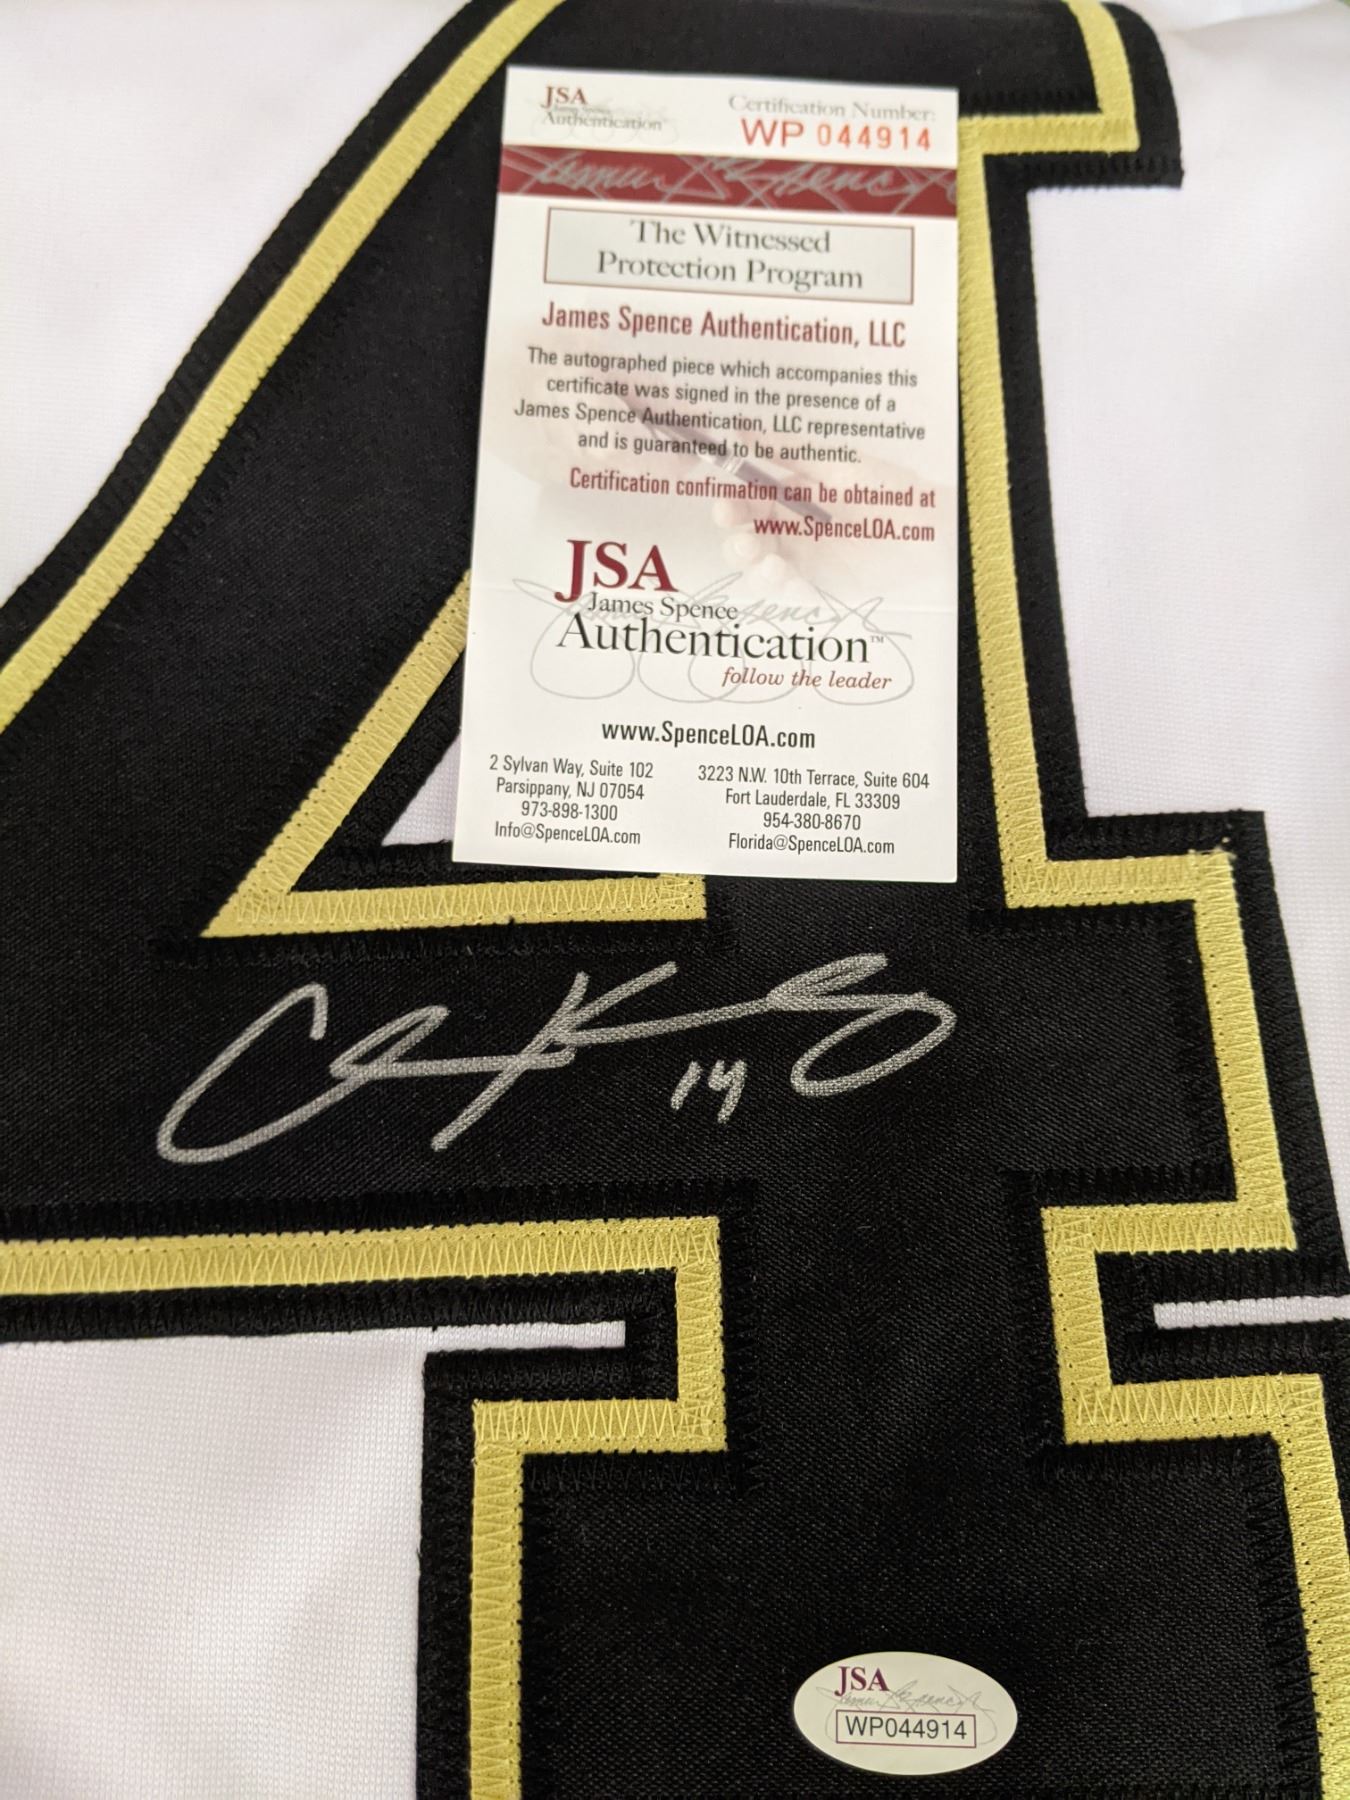 JSA
James Spence
Authentication
Certification Number:
WP 044914
The Witnessed
Protection Program
James Spence Authentication, LLC
The autographed piece which accompanies this
certificate was signed in the presence of a
James Spence Authentication, LLC representative
and is guaranteed to be authentic.
Certification confirmation can be obtained at
www.SpenceLOA.com
JSA
James Spence
Authentication™
follow the leader
www.SpenceLOA.com
2 Sylvan Way, Suite 102
Parsippany, NJ 07054
973-898-1300
Info@SpenceLOA.com
3223 N.W. 10th Terrace, Suite 604
Fort Lauderdale, FL 33309
954-380-8670
Florida@SpenceLOA.com
14
4
JSA
WP044914